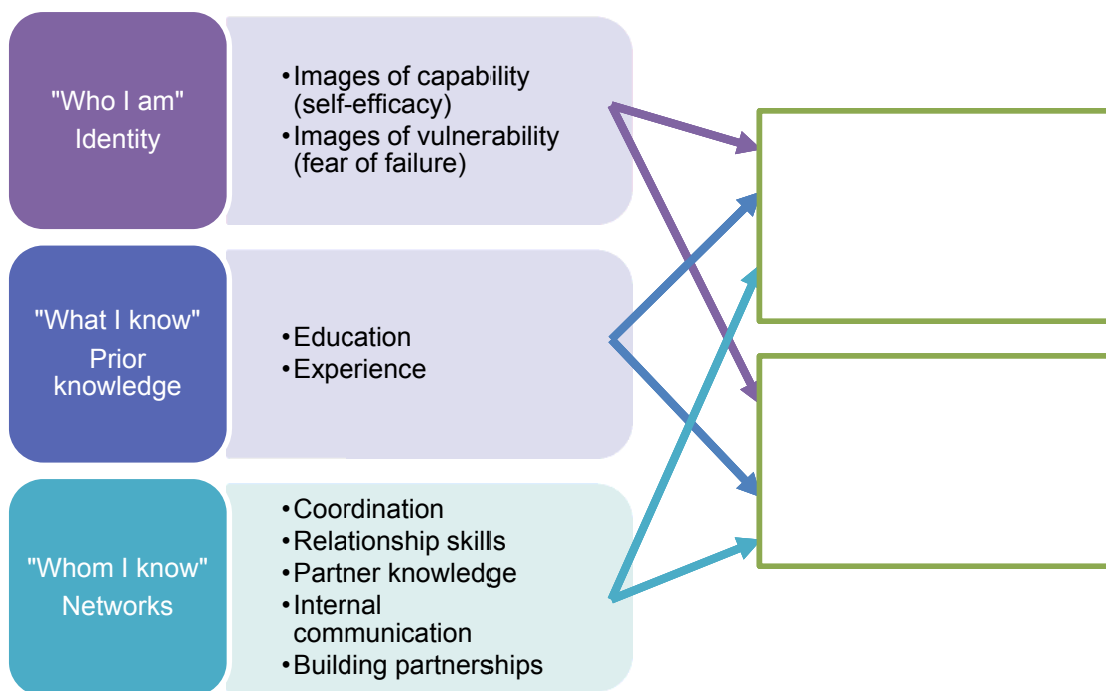 "Who I am"
Identity
•Images of capability
(self-efficacy)
•Images of vulnerability
(fear of failure)
"What I know"
Prior
knowledge
•Education
•Experience
"Whom I know"
Networks
•Coordination
•Relationship skills
•Partner knowledge
•Internal
communication
•Building partnerships